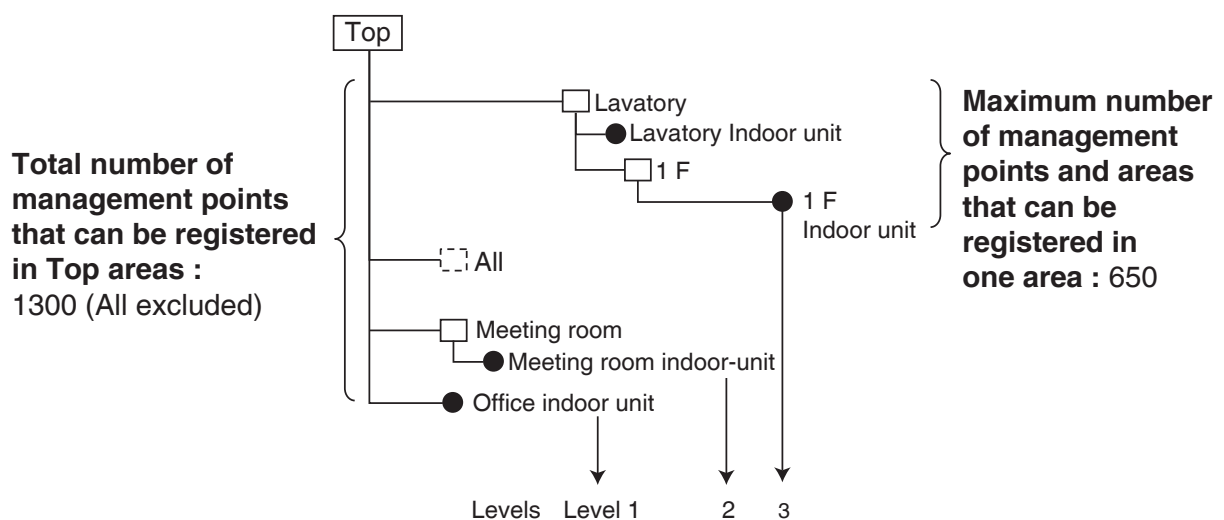 Top
Total number of
management points
that can be registered
in Top areas :
1300 (All excluded)
Lavatory
Lavatory Indoor unit
1 F
1 F
Indoor unit
All
Meeting room
Meeting room indoor-unit
Office indoor unit
Maximum number
of management
points and areas
that can be
registered in
one area : 650
Levels Level 1 2 3